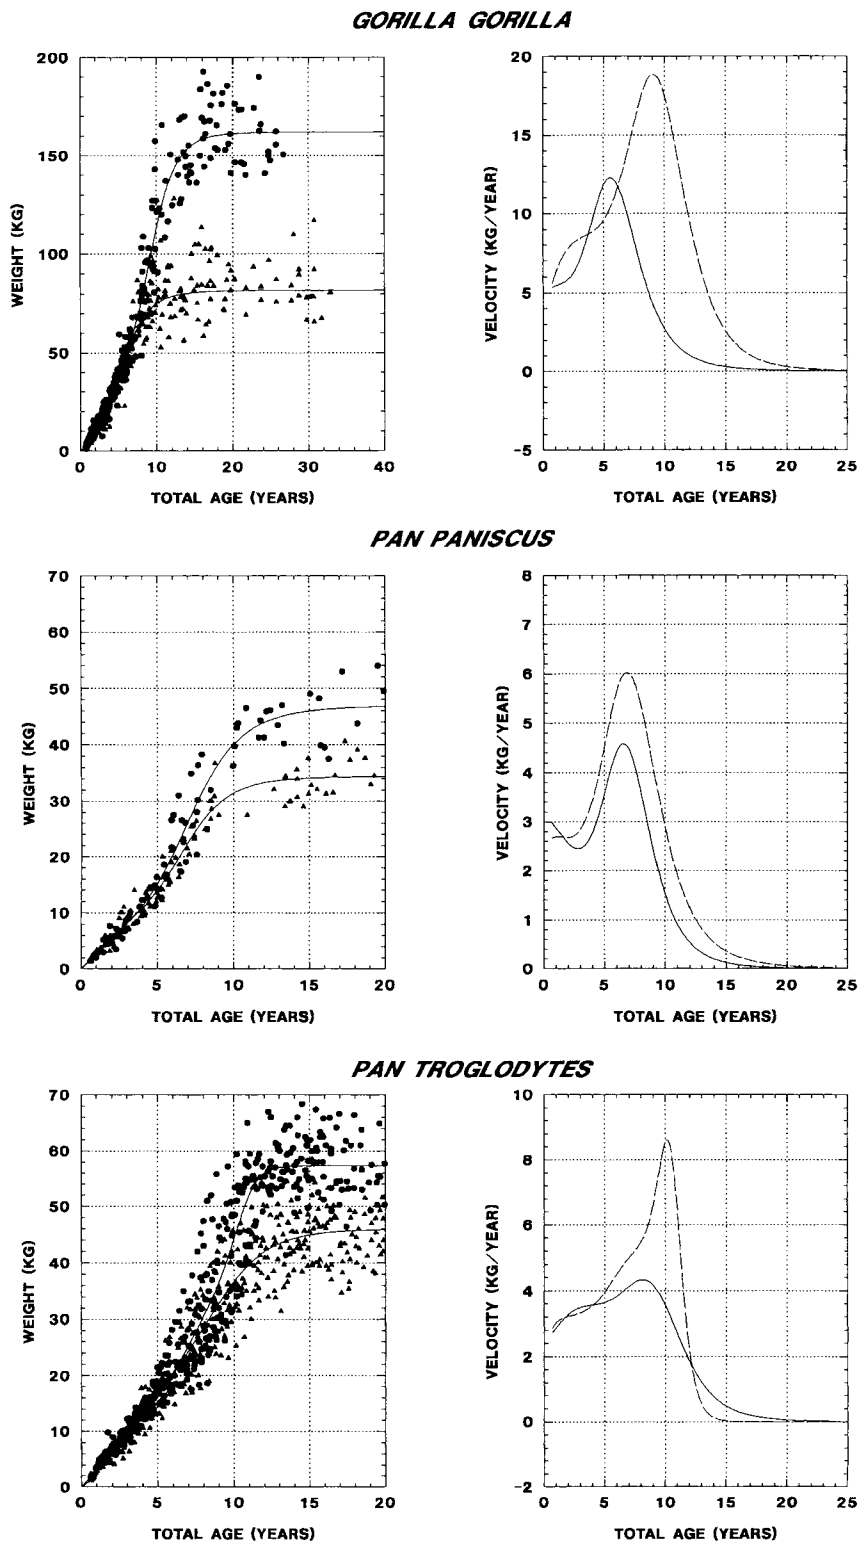 GORILLA GORILLA
WEIGHT (KG)
200
150
100
50
0
0 10 20 30 40
TOTAL AGE (YEARS)
VELOCITY (KG/YEAR)
20
15
10
5
0
-5
0 5 10 15 20 25
TOTAL AGE (YEARS)
PAN PANISCUS
WEIGHT (KG)
70
60
50
40
30
20
10
0
0 5 10 15 20
TOTAL AGE (YEARS)
VELOCITY (KG/YEAR)
8
7
6
5
4
3
2
1
0
0 5 10 15 20 25
TOTAL AGE (YEARS)
PAN TROGLODYTES
WEIGHT (KG)
70
60
50
40
30
20
10
0
0 5 10 15 20
TOTAL AGE (YEARS)
VELOCITY (KG/YEAR)
10
8
6
4
2
0
-2
0 5 10 15 20 25
TOTAL AGE (YEARS)